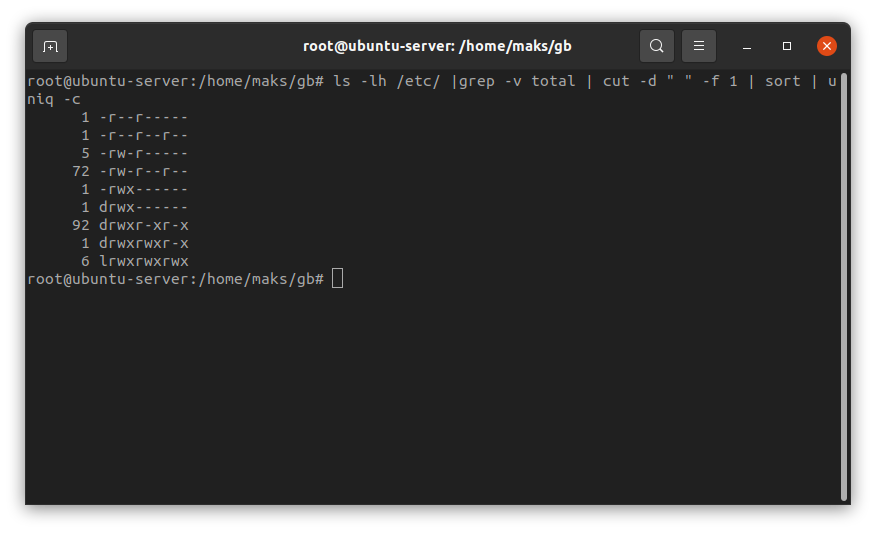 root@ubuntu-server: /home/maks/gb
root@ubuntu-server:/home/maks/gb# ls -lh /etc/ |grep -v total | cut -d " " -f 1 | sort | u
niq -c
      1 -r--r-----
      1 -r--r--r--
      5 -rw-r-----
     72 -rw-r--r--
      1 -rwx------
      1 drwx------
     92 drwxr-xr-x
      1 drwxrwxr-x
      6 lrwxrwxrwx
root@ubuntu-server:/home/maks/gb#